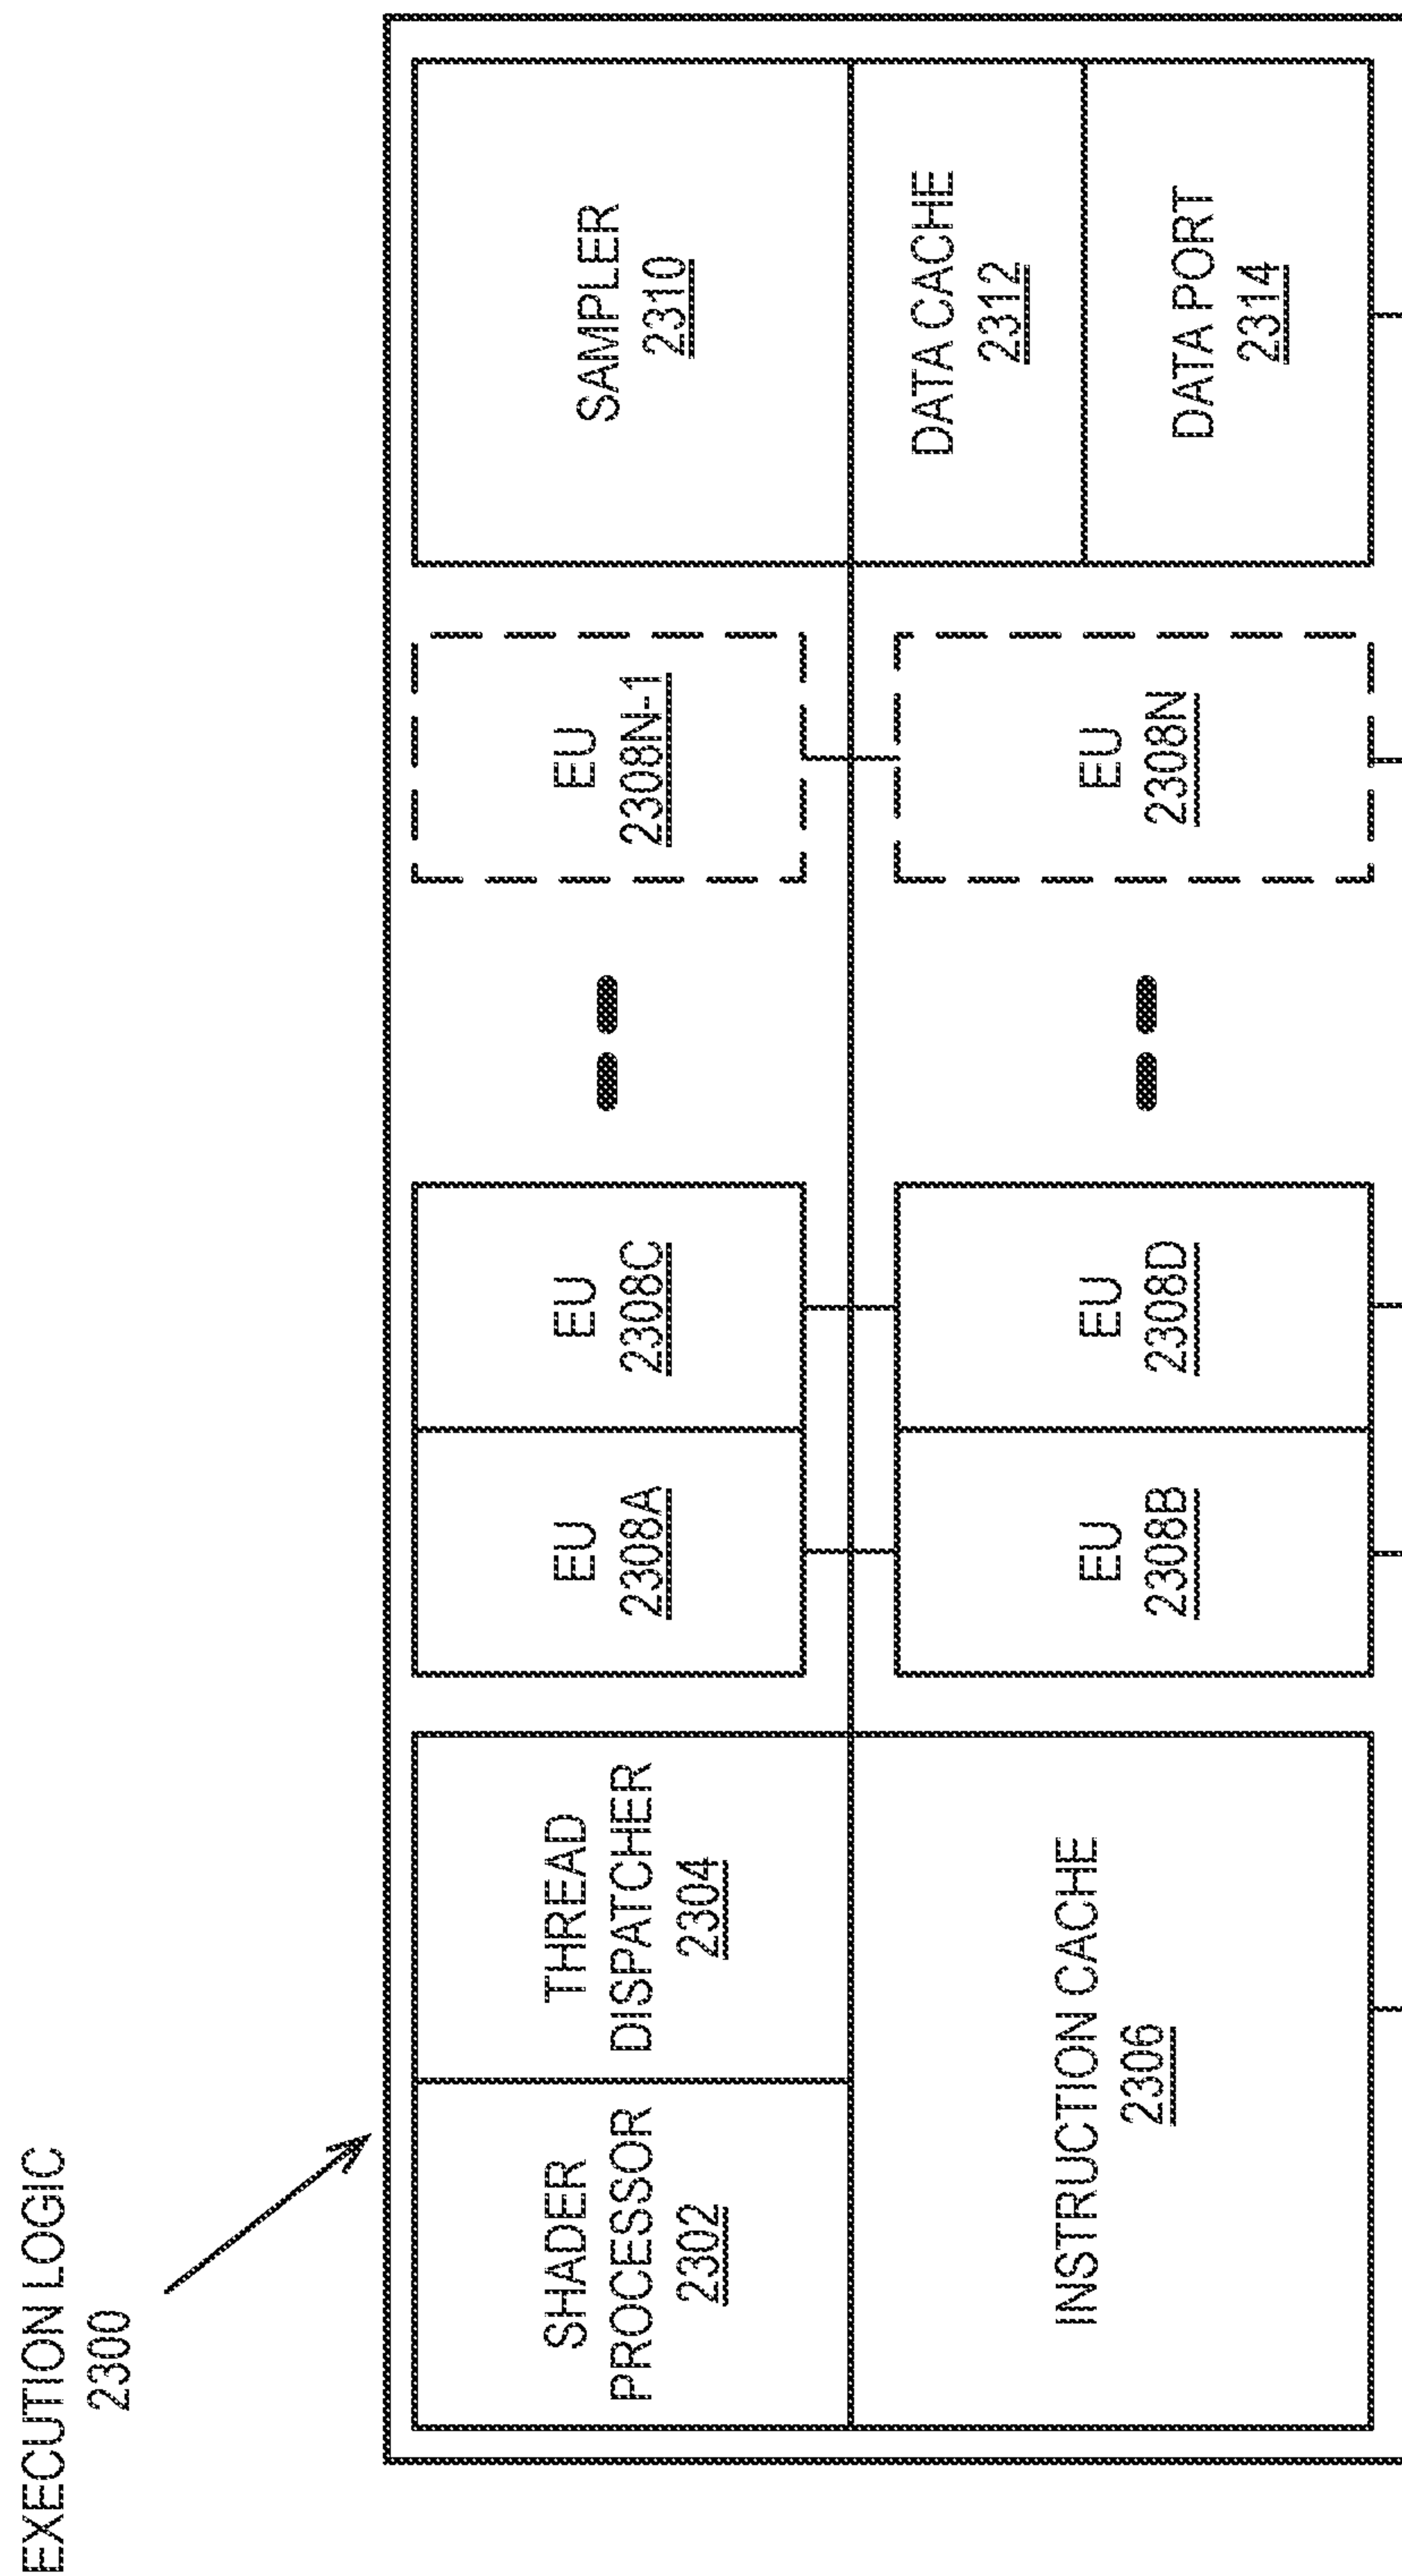 EXECUTION LOGIC
2300
SHADER
PROCESSOR
2302
THREAD
DISPATCHER
2304
INSTRUCTION CACHE
2306
EU
2308A
EU
2308C
EU
2308B
EU
2308D
EU
2308N-1
EU
2308N
SAMPLER
2310
DATA CACHE
2312
DATA PORT
2314